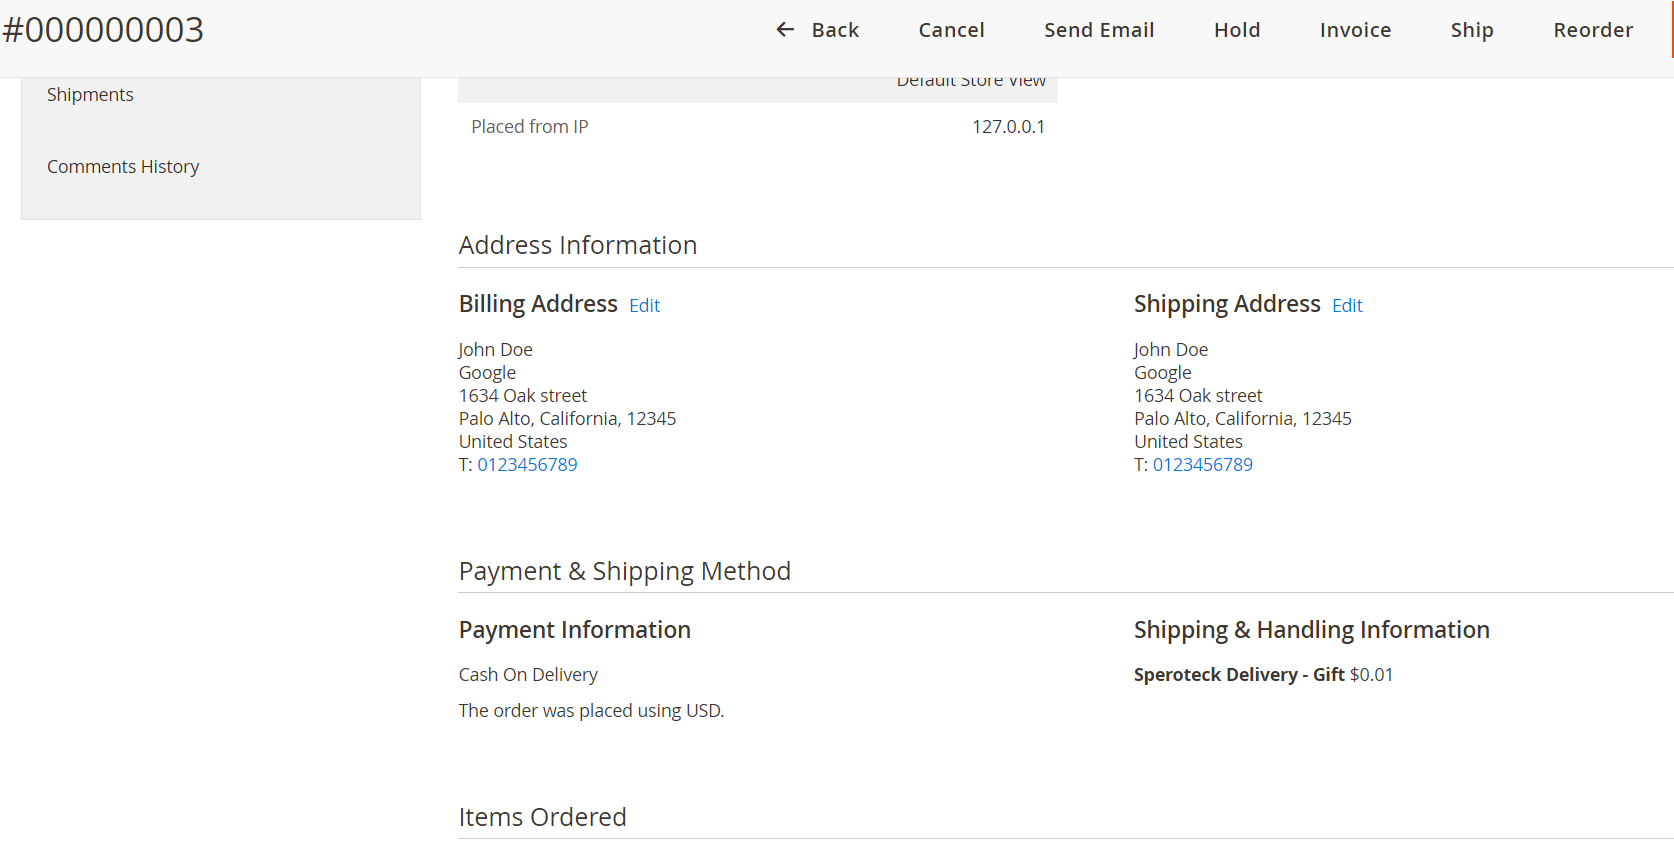 #000000003
Back Cancel Send Email Hold Invoice Ship Reorder
Shipments
Comments History
Default Store View
Placed from IP 127.0.0.1
Address Information
Billing Address Edit
John Doe
Google
1634 Oak street
Palo Alto, California, 12345
United States
T: 0123456789
Shipping Address Edit
John Doe
Google
1634 Oak street
Palo Alto, California, 12345
United States
T: 0123456789
Payment & Shipping Method
Payment Information
Cash On Delivery
The order was placed using USD.
Shipping & Handling Information
Speroteck Delivery - Gift $0.01
Items Ordered